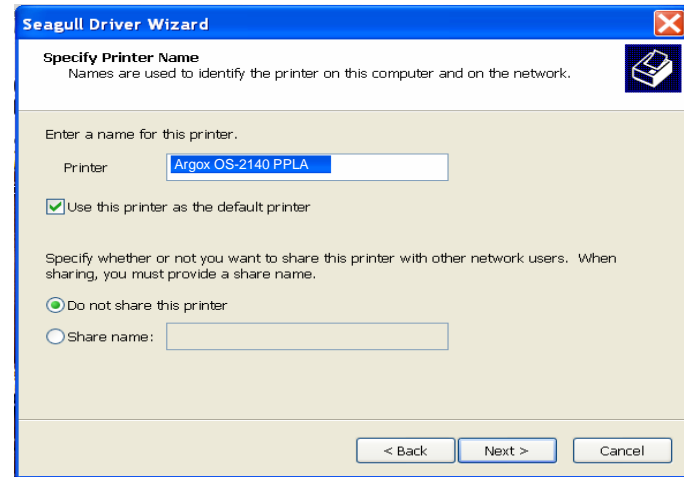 Seagull Driver Wizard
Specify Printer Name
Names are used to identify the printer on this computer and on the network.
Enter a name for this printer.
Printer
Argox OS-2140 PPLA
Use this printer as the default printer
Specify whether or not you want to share this printer with other network users. When
sharing, you must provide a share name.
Do not share this printer
Share name:
< Back
Next >
Cancel